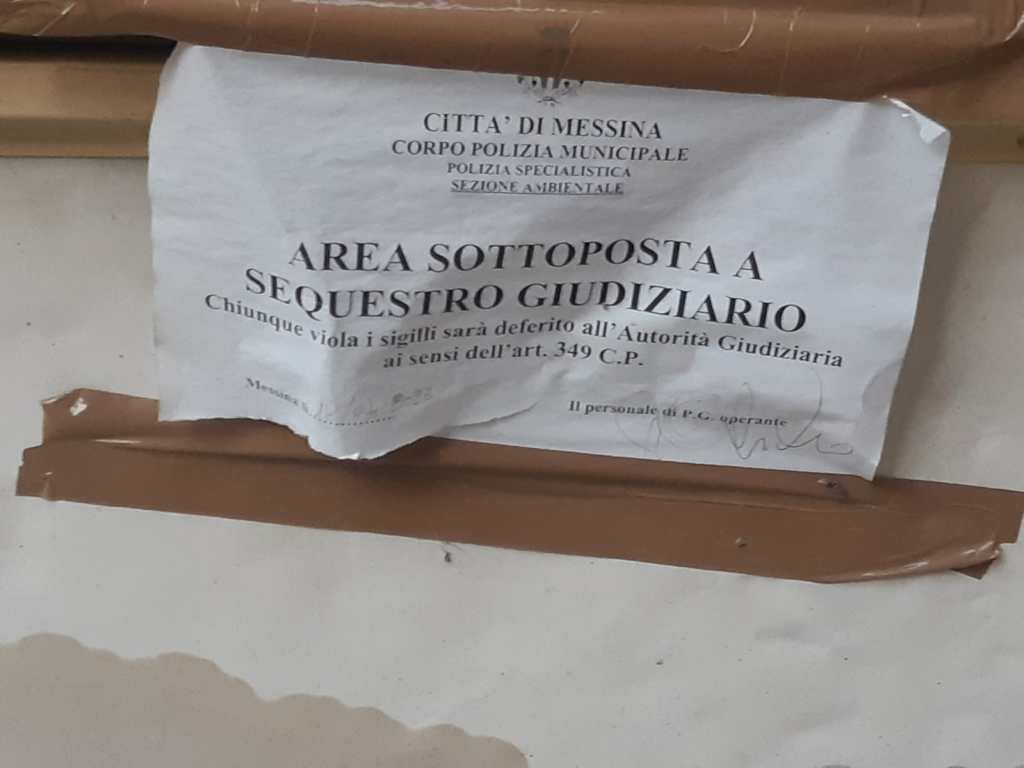 CITTA' DI MESSINA
CORPO POLIZIA MUNICIPALE
POLIZIA SPECIALISTICA
SEZIONE AMBIENTALE
AREA SOTTOPOSTA A
SEQUESTRO GIUDIZIARIO
Chiunque viola i sigilli sarà deferito all'Autorità Giudiziaria
ai sensi dell'art. 349 C.P.
Messina
Il personale di P.G. operante